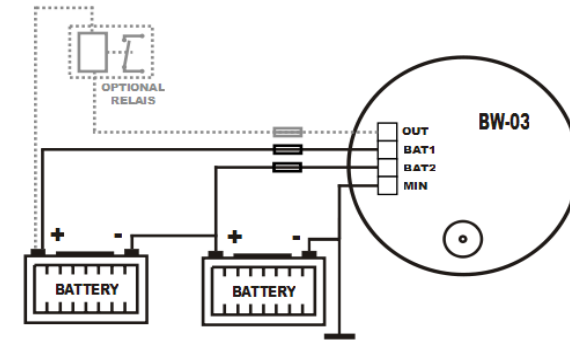 OPTIONAL
RELAIS
BW-03
OUT
BAT1
BAT2
MIN
+ -
+ -
BATTERY
BATTERY